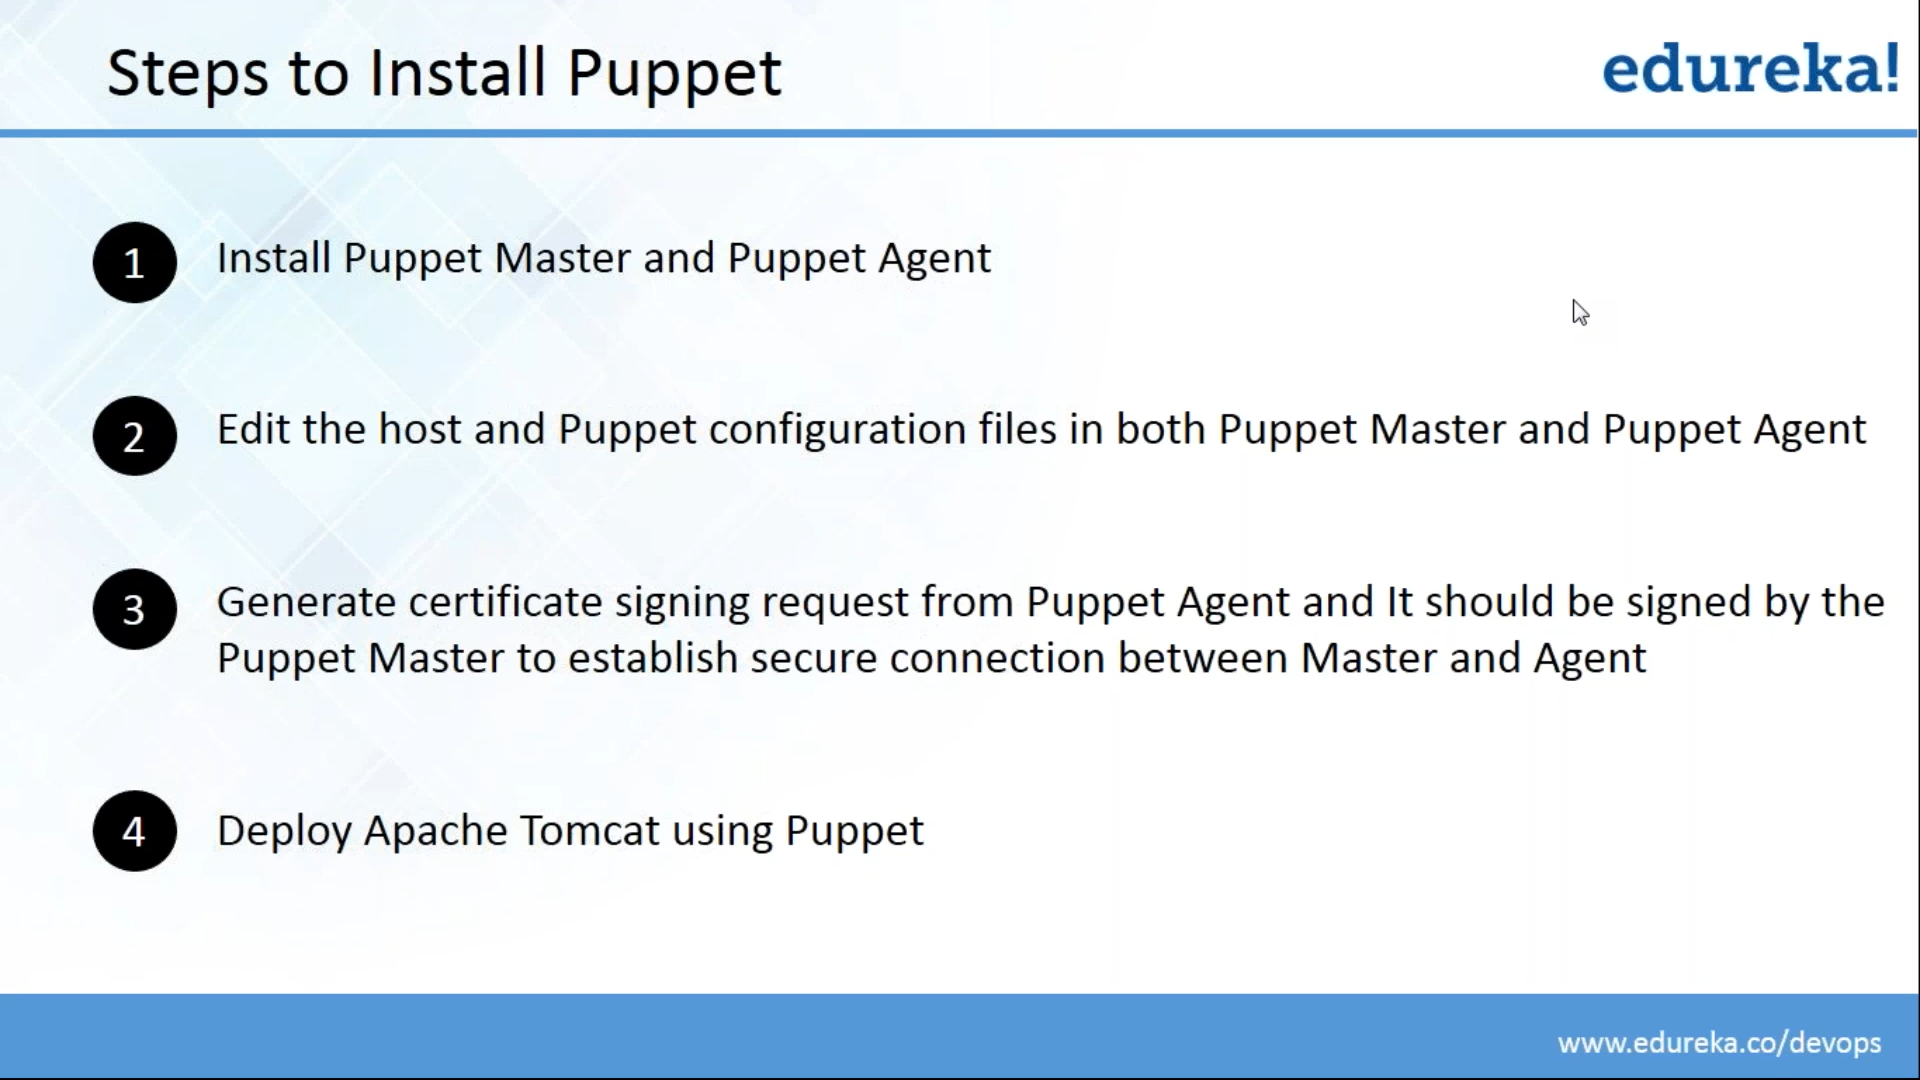 Steps to Install Puppet
edureka!
1
Install Puppet Master and Puppet Agent
2
Edit the host and Puppet configuration files in both Puppet Master and Puppet Agent
3
Generate certificate signing request from Puppet Agent and It should be signed by the
Puppet Master to establish secure connection between Master and Agent
4
Deploy Apache Tomcat using Puppet
www.edureka.co/devops